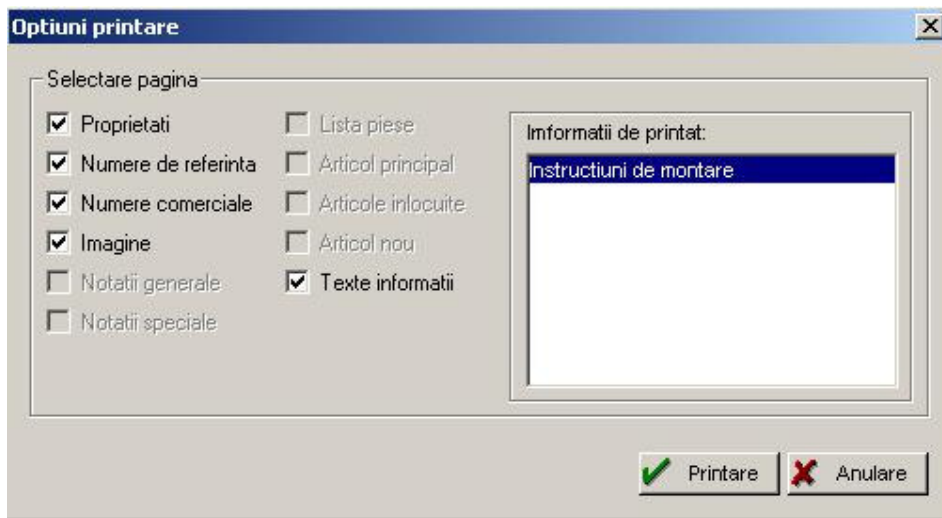 Optiuni printare
Selectare pagina
Proprietati
Numere de referinta
Numere comerciale
Imagine
Notatii generale
Notatii speciale
Lista piese
Articol principal
Articole inlocuite
Articol nou
Texte informatii
Imformatii de printat:
Instructiuni de montare
Printare
Anulare